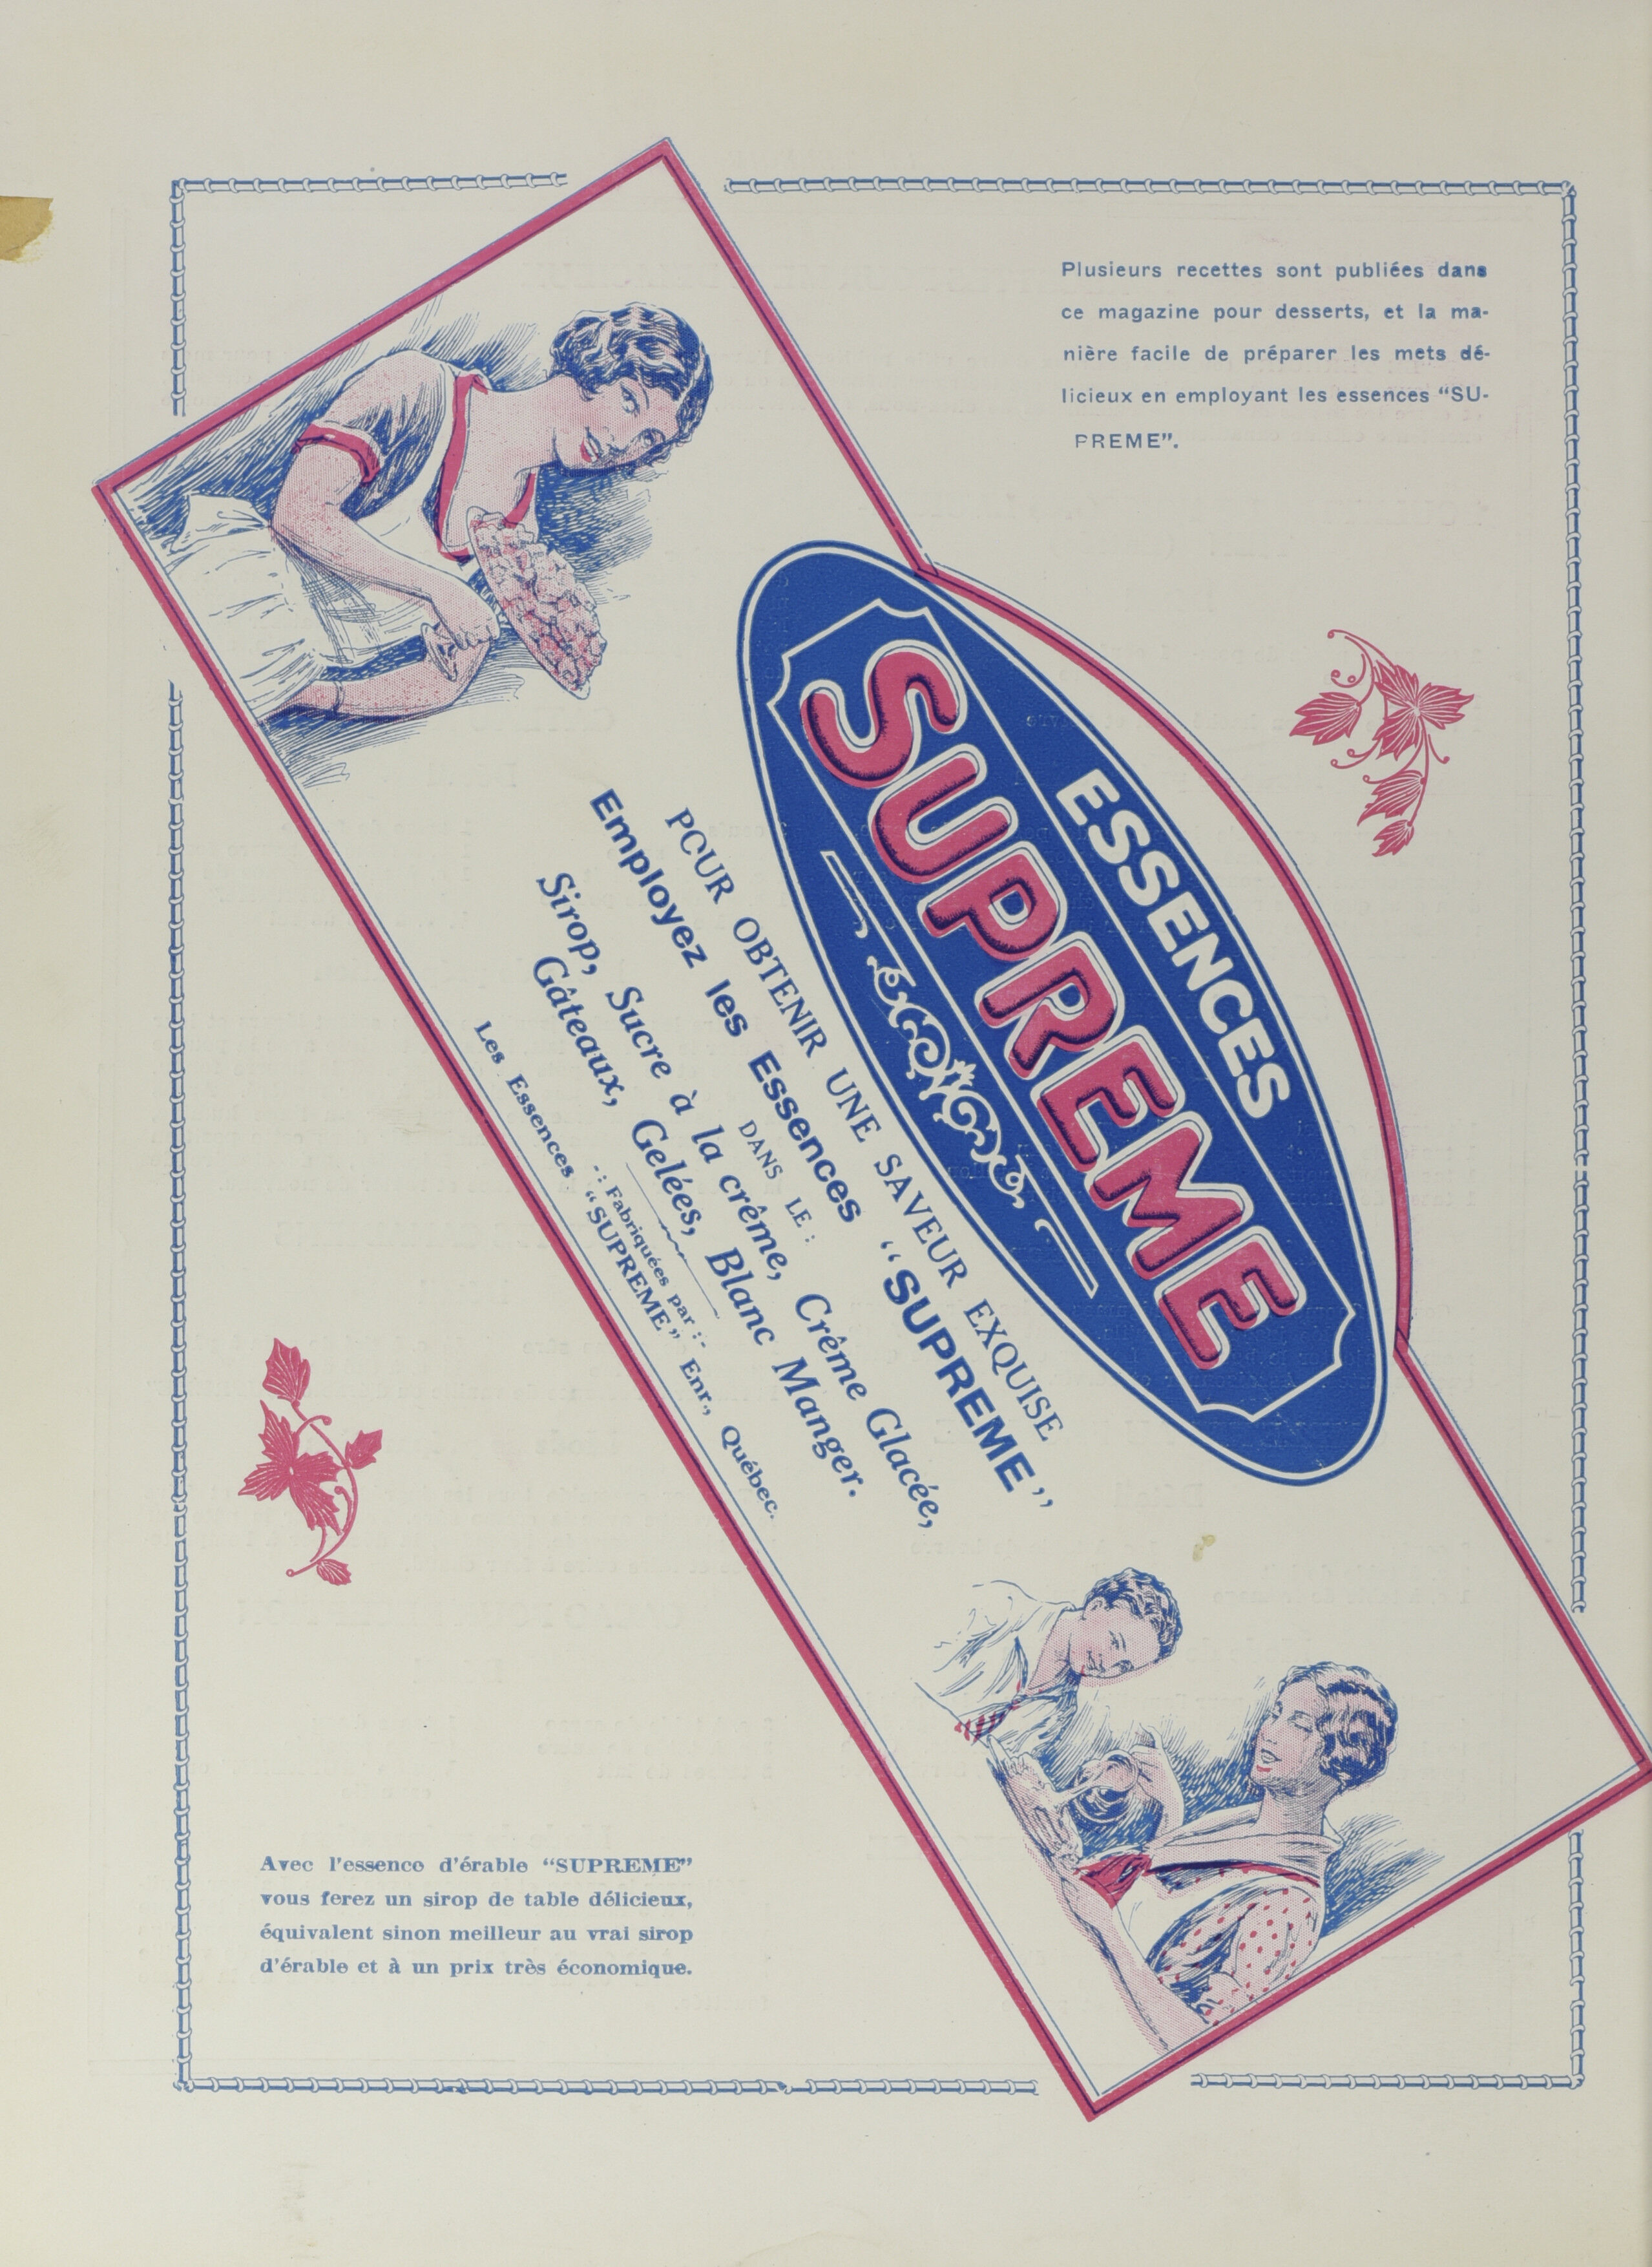 Plusieurs recettes sont publiées dans
ce magazine pour desserts, et la ma-
nière facile de préparer les mets dé-
licieux en employant les essences “SU-
PREME”.
ESSENCES
SUPREME
POUR OBTENIR UNE SAVEUR EXQUISE
Employez les Essences “SUPREME”
DANS LE :
Sirop, Sucre à la crême, Crême Glacée,
Gâteaux, Gelées, Blanc Manger.
-: Fabriquées par :-
Les Essences “SUPREME” Enr., Québec.
Avec l'essence d'érable “SUPREME”
vous ferez un sirop de table délicieux,
équivalent sinon meilleur au vrai sirop
d'érable et à un prix très économique.